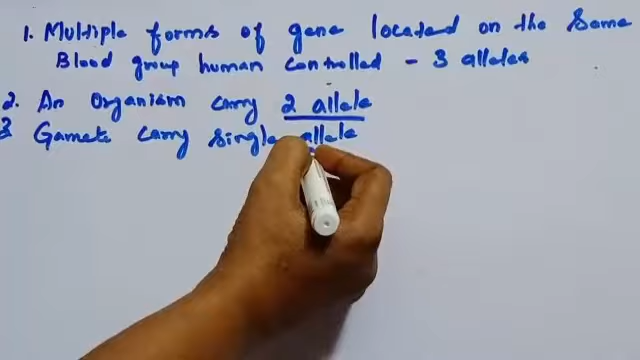 1. Multiple forms of gene located on the Same
Blood group human controlled - 3 alleles
2. An Organism carry 2 allele
3 Gamete carry single allele